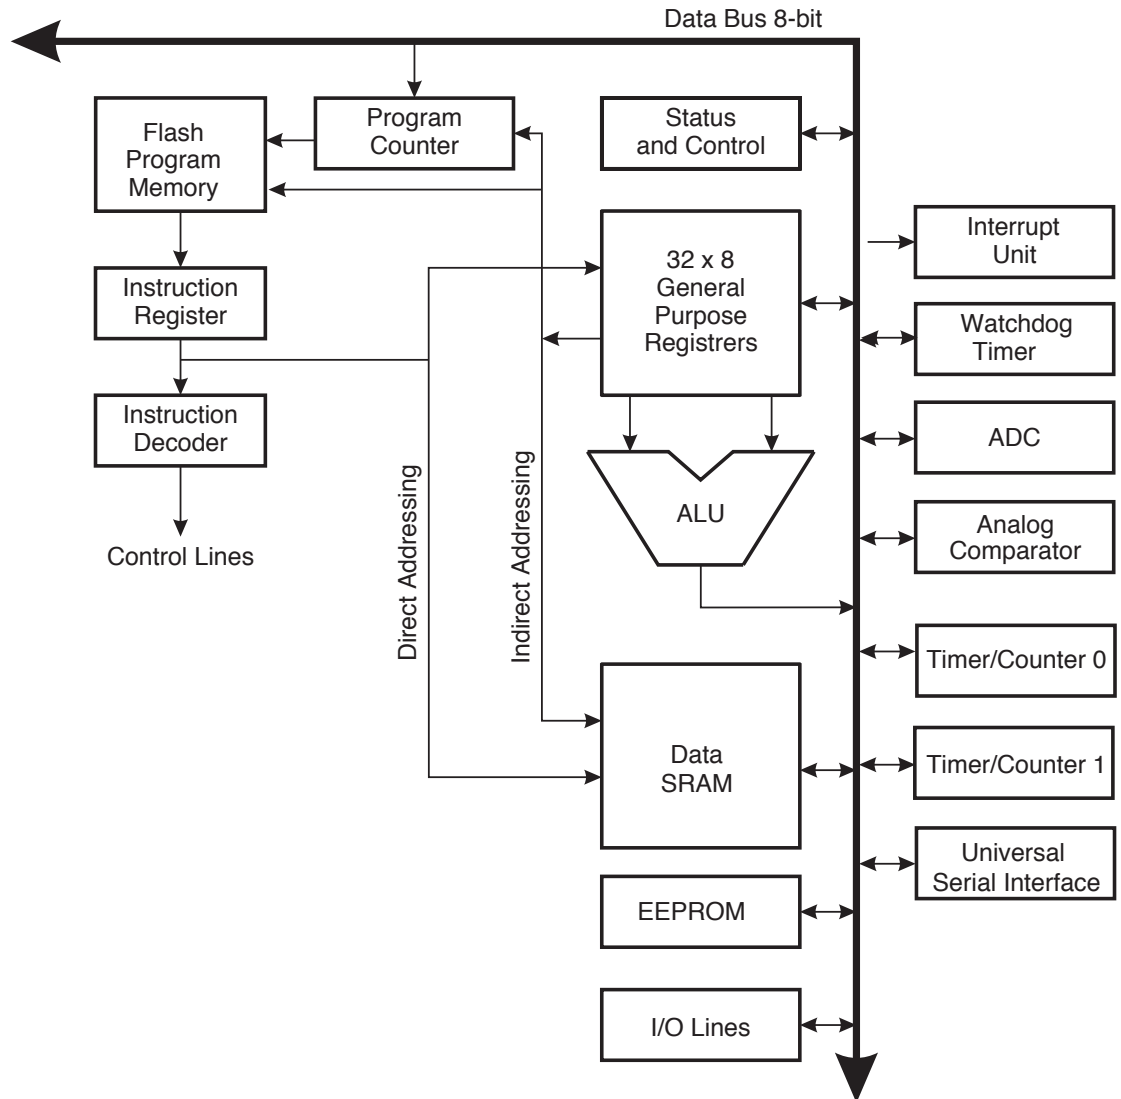 Data Bus 8-bit
Flash
Program
Memory
Program
Counter
Status
and Control
Interrupt
Unit
32 x 8
General
Purpose
Registrers
Instruction
Register
Watchdog
Timer
Instruction
Decoder
ADC
ALU
Analog
Comparator
Control Lines
Direct Addressing
Indirect Addressing
Timer/Counter 0
Data
SRAM
Timer/Counter 1
Universal
Serial Interface
EEPROM
I/O Lines